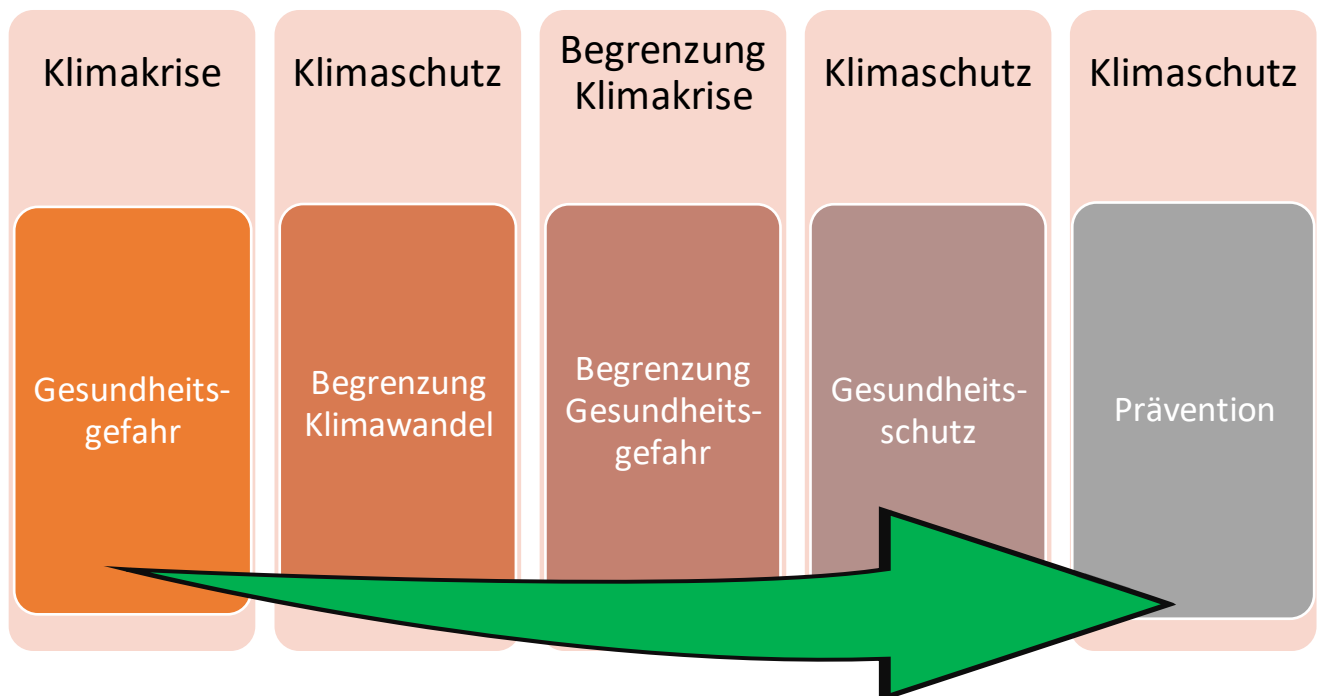 Klimakrise
Gesundheits-
gefahr
Klimaschutz
Begrenzung
Klimawandel
Begrenzung
Klimakrise
Begrenzung
Gesundheits-
gefahr
Klimaschutz
Gesundheits-
schutz
Klimaschutz
Prävention